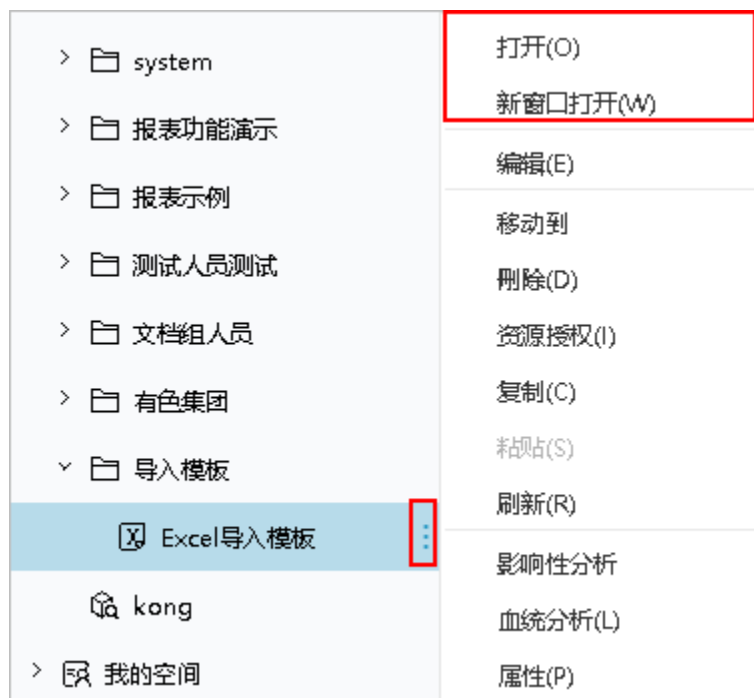 system
报表功能演示
报表示例
测试人员测试
文档组人员
有色集团
导入模板
Excel导入模板
kong
我的空间
打开(O)
新窗口打开(W)
编辑(E)
移动到
删除(D)
资源授权(I)
复制(C)
粘贴(S)
刷新(R)
影响性分析
血统分析(L)
属性(P)